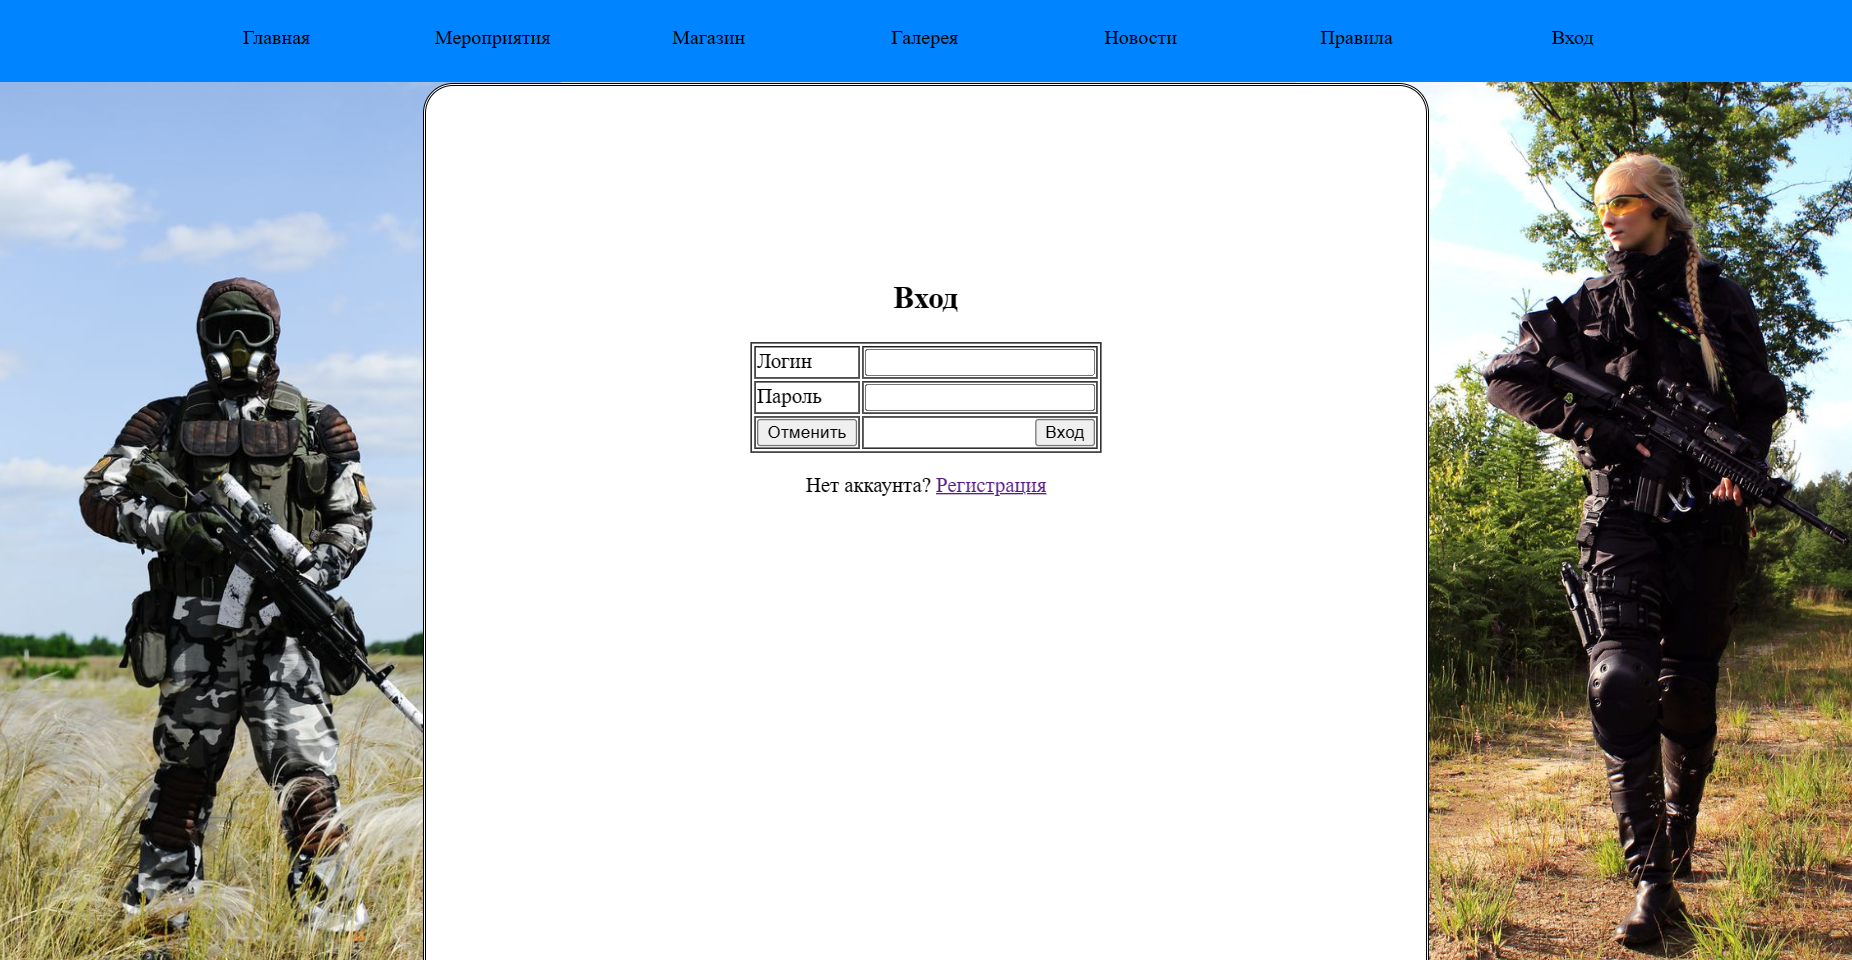 Главная Мероприятия Магазин Галерея Новости Правила Вход
Вход
Логин
Пароль
Отменить Вход
Нет аккаунта? Регистрация